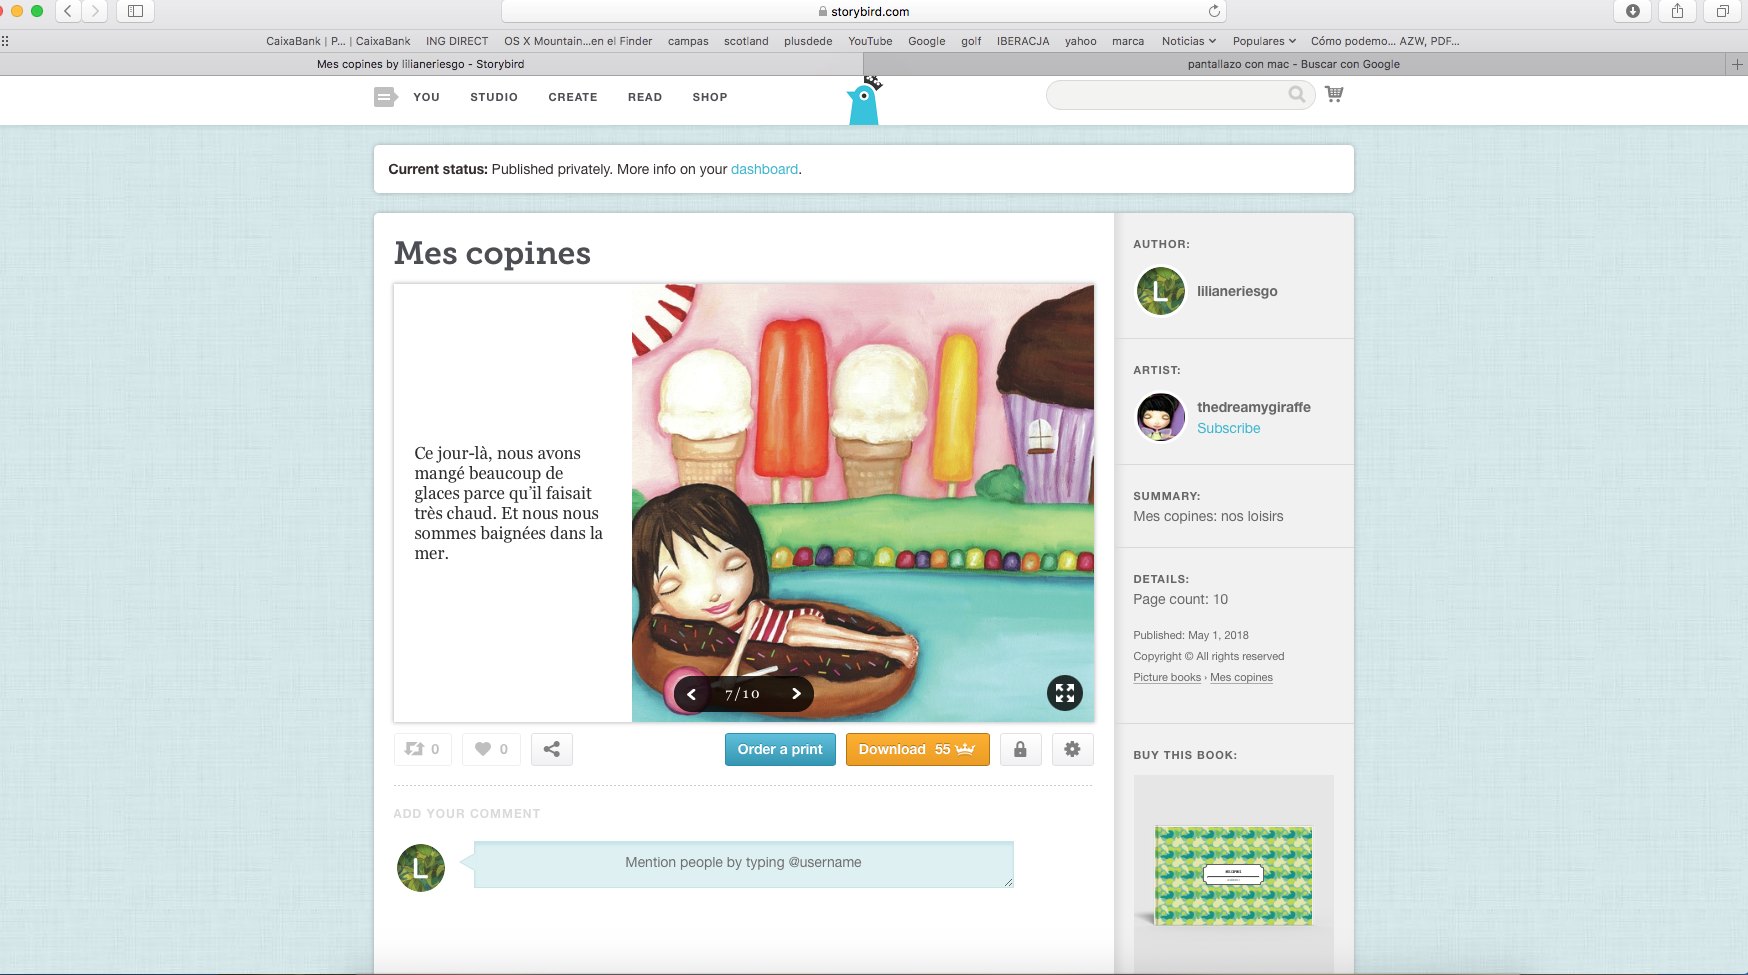 storybird.com
CaixaBank | P... | CaixaBank ING DIRECT OS X Mountain...en el Finder campas scotland plusdede YouTube Google golf IBERACJA yahoo marca Noticias Populares Cómo podemo... AZW, PDF...
Mes copines by lilianeriesgo - Storybird pantallazo con mac - Buscar con Google
YOU STUDIO CREATE READ SHOP
Current status: Published privately. More info on your dashboard.
Mes copines
Ce jour-là, nous avons
mangé beaucoup de
glaces parce qu'il faisait
très chaud. Et nous nous
sommes baignées dans la
mer.
7/10
0 0 Order a print Download 55
ADD YOUR COMMENT
L
Mention people by typing @username
AUTHOR:
L
lilianeriesgo
ARTIST:
thedreamygiraffe
Subscribe
SUMMARY:
Mes copines: nos loisirs
DETAILS:
Page count: 10
Published: May 1, 2018
Copyright © All rights reserved
Picture books › Mes copines
BUY THIS BOOK: